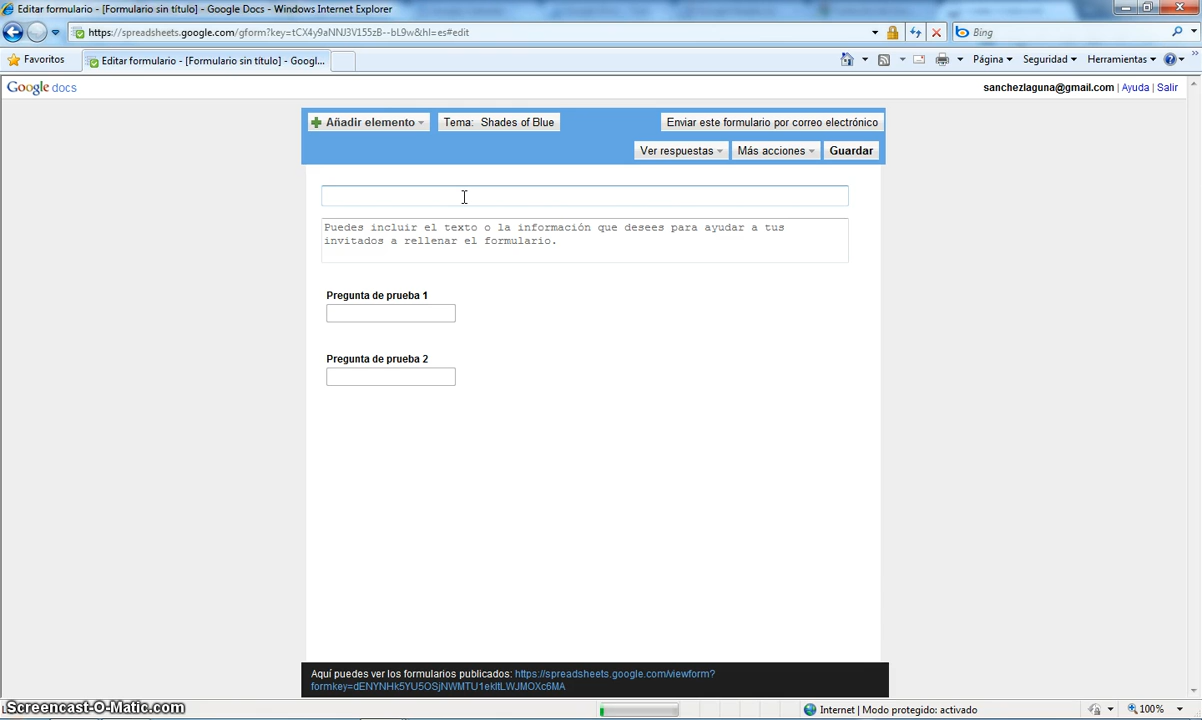 Editar formulario - [Formulario sin título] - Google Docs - Windows Internet Explorer
https://spreadsheets.google.com/gform?key=tCX4y9aNNJ3V155zB--bL9w&hl=es#edit
Bing
Favoritos
Editar formulario - [Formulario sin título] - Googl...
Página
Seguridad
Herramientas
Google docs
sanchezlaguna@gmail.com | Ayuda | Salir
Añadir elemento
Tema: Shades of Blue
Enviar este formulario por correo electrónico
Ver respuestas
Más acciones
Guardar
Puedes incluir el texto o la información que desees para ayudar a tus
invitados a rellenar el formulario.
Pregunta de prueba 1
Pregunta de prueba 2
Aquí puedes ver los formularios publicados: https://spreadsheets.google.com/viewform?
formkey=dENYNHk5YU5OSjNWMTU1ekItLWJMOXc6MA
Screencast-O-Matic.com
Internet | Modo protegido: activado
100%